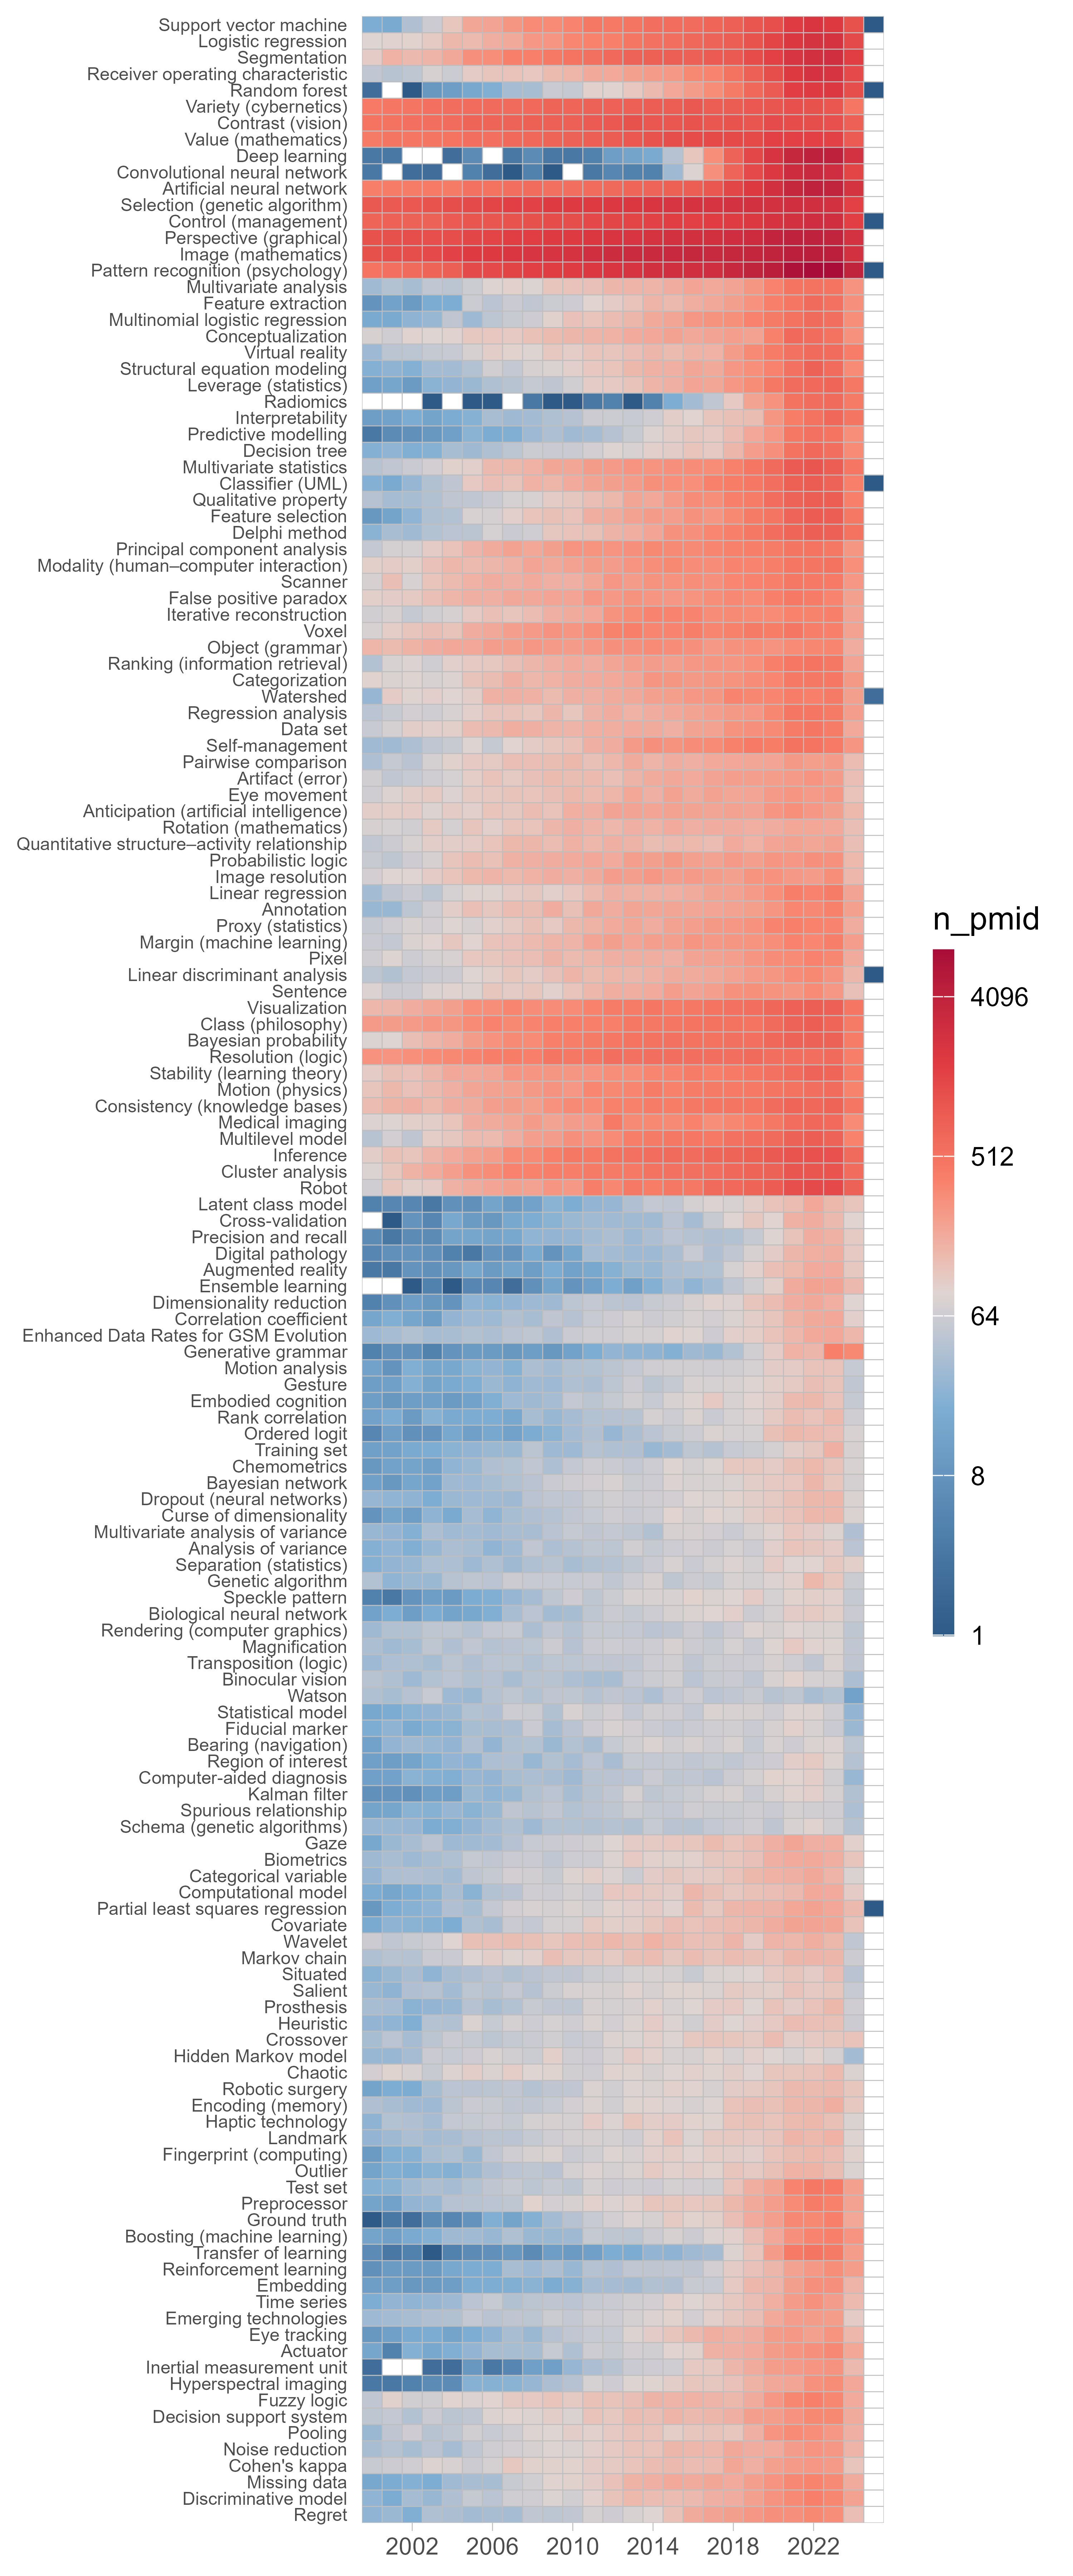 Support vector machine
Logistic regression
Segmentation
Receiver operating characteristic
Random forest
Variety (cybernetics)
Contrast (vision)
Value (mathematics)
Deep learning
Convolutional neural network
Artificial neural network
Selection (genetic algorithm)
Control (management)
Perspective (graphical)
Image (mathematics)
Pattern recognition (psychology)
Multivariate analysis
Feature extraction
Multinomial logistic regression
Conceptualization
Virtual reality
Structural equation modeling
Leverage (statistics)
Radiomics
Interpretability
Predictive modelling
Decision tree
Multivariate statistics
Classifier (UML)
Qualitative property
Feature selection
Delphi method
Principal component analysis
Modality (human–computer interaction)
Scanner
False positive paradox
Iterative reconstruction
Voxel
Object (grammar)
Ranking (information retrieval)
Categorization
Watershed
Regression analysis
Data set
Self-management
Pairwise comparison
Artifact (error)
Eye movement
Anticipation (artificial intelligence)
Rotation (mathematics)
Quantitative structure–activity relationship
Probabilistic logic
Image resolution
Linear regression
Annotation
Proxy (statistics)
Margin (machine learning)
Pixel
Linear discriminant analysis
Sentence
Visualization
Class (philosophy)
Bayesian probability
Resolution (logic)
Stability (learning theory)
Motion (physics)
Consistency (knowledge bases)
Medical imaging
Multilevel model
Inference
Cluster analysis
Robot
Latent class model
Cross-validation
Precision and recall
Digital pathology
Augmented reality
Ensemble learning
Dimensionality reduction
Correlation coefficient
Enhanced Data Rates for GSM Evolution
Generative grammar
Motion analysis
Gesture
Embodied cognition
Rank correlation
Ordered logit
Training set
Chemometrics
Bayesian network
Dropout (neural networks)
Curse of dimensionality
Multivariate analysis of variance
Analysis of variance
Separation (statistics)
Genetic algorithm
Speckle pattern
Biological neural network
Rendering (computer graphics)
Magnification
Transposition (logic)
Binocular vision
Watson
Statistical model
Fiducial marker
Bearing (navigation)
Region of interest
Computer-aided diagnosis
Kalman filter
Spurious relationship
Schema (genetic algorithms)
Gaze
Biometrics
Categorical variable
Computational model
Partial least squares regression
Covariate
Wavelet
Markov chain
Situated
Salient
Prosthesis
Heuristic
Crossover
Hidden Markov model
Chaotic
Robotic surgery
Encoding (memory)
Haptic technology
Landmark
Fingerprint (computing)
Outlier
Test set
Preprocessor
Ground truth
Boosting (machine learning)
Transfer of learning
Reinforcement learning
Embedding
Time series
Emerging technologies
Eye tracking
Actuator
Inertial measurement unit
Hyperspectral imaging
Fuzzy logic
Decision support system
Pooling
Noise reduction
Cohen's kappa
Missing data
Discriminative model
Regret
2002 2006 2010 2014 2018 2022
n_pmid
4096
512
64
8
1